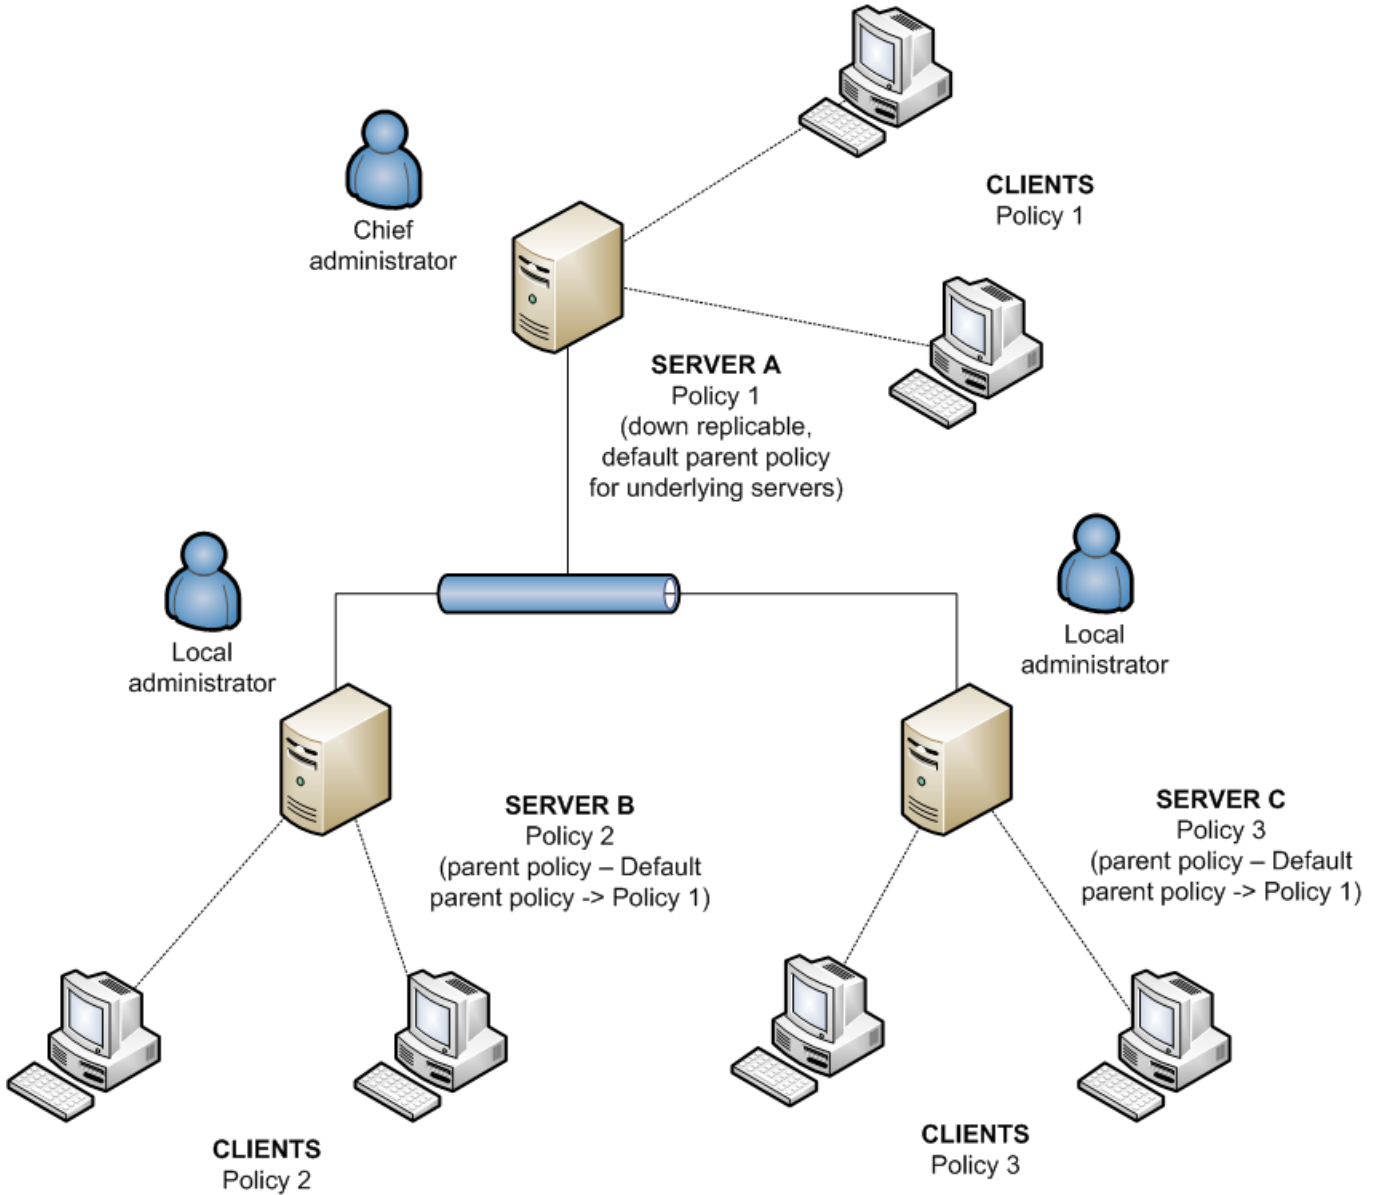 Chief
administrator
CLIENTS
Policy 1
SERVER A
Policy 1
(down replicable,
default parent policy
for underlying servers)
Local
administrator
Local
administrator
SERVER B
Policy 2
(parent policy – Default
parent policy -> Policy 1)
SERVER C
Policy 3
(parent policy – Default
parent policy -> Policy 1)
CLIENTS
Policy 2
CLIENTS
Policy 3